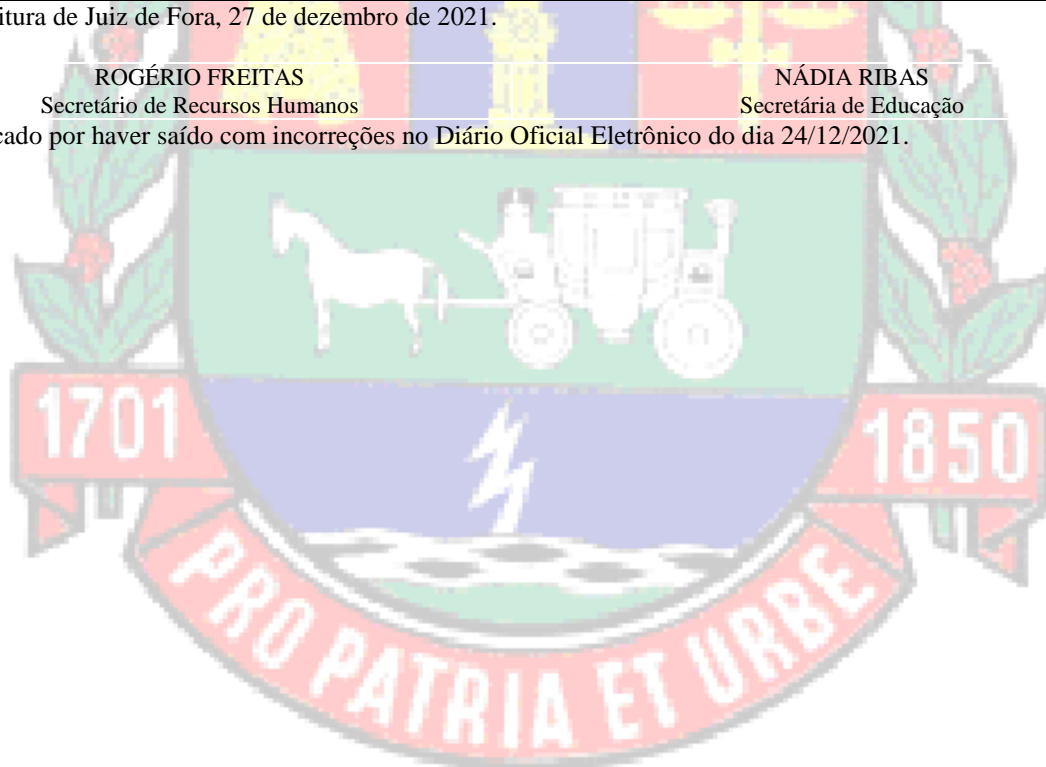 itura de Juiz de Fora, 27 de dezembro de 2021.
ROGÉRIO FREITAS
Secretário de Recursos Humanos
NÁDIA RIBAS
Secretária de Educação
cado por haver saído com incorreções no Diário Oficial Eletrônico do dia 24/12/2021.
1701
1850
PRO PATRIA ET URBE